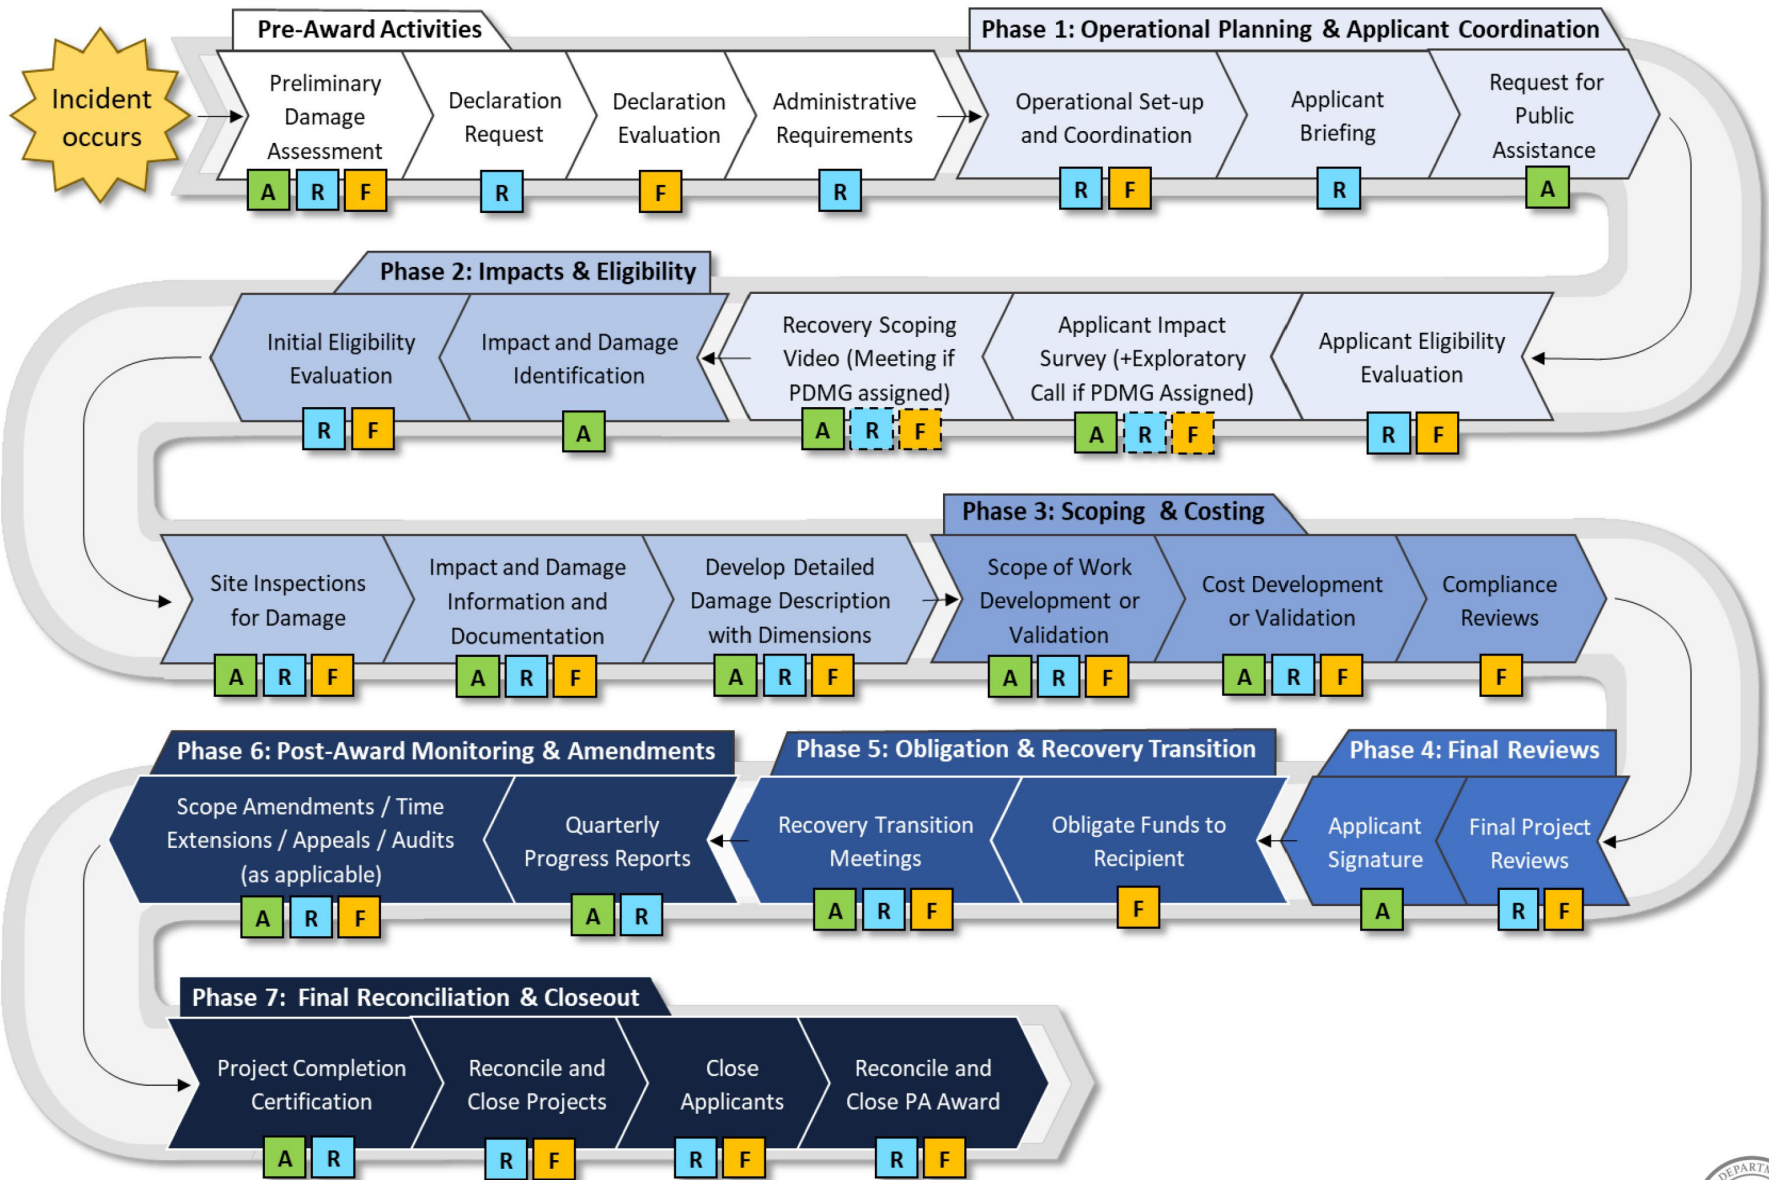 Incident
occurs
Pre-Award Activities
Preliminary
Damage
Assessment
A R F
Declaration
Request
R
Declaration
Evaluation
F
Administrative
Requirements
R
Phase 1: Operational Planning & Applicant Coordination
Operational Set-up
and Coordination
R F
Applicant
Briefing
R
Request for
Public
Assistance
A
Applicant Eligibility
Evaluation
R F
Applicant Impact
Survey (+Exploratory
Call if PDMG Assigned)
A R F
Recovery Scoping
Video (Meeting if
PDMG assigned)
A R F
Phase 2: Impacts & Eligibility
Impact and Damage
Identification
A
Initial Eligibility
Evaluation
R F
Site Inspections
for Damage
A R F
Impact and Damage
Information and
Documentation
A R F
Develop Detailed
Damage Description
with Dimensions
A R F
Phase 3: Scoping & Costing
Scope of Work
Development or
Validation
A R F
Cost Development
or Validation
A R F
Compliance
Reviews
F
Phase 4: Final Reviews
Final Project
Reviews
R F
Applicant
Signature
A
Phase 5: Obligation & Recovery Transition
Obligate Funds to
Recipient
F
Recovery Transition
Meetings
A R F
Phase 6: Post-Award Monitoring & Amendments
Quarterly
Progress Reports
A R
Scope Amendments / Time
Extensions / Appeals / Audits
(as applicable)
A R F
Phase 7: Final Reconciliation & Closeout
Project Completion
Certification
A R
Reconcile and
Close Projects
R F
Close
Applicants
R F
Reconcile and
Close PA Award
R F